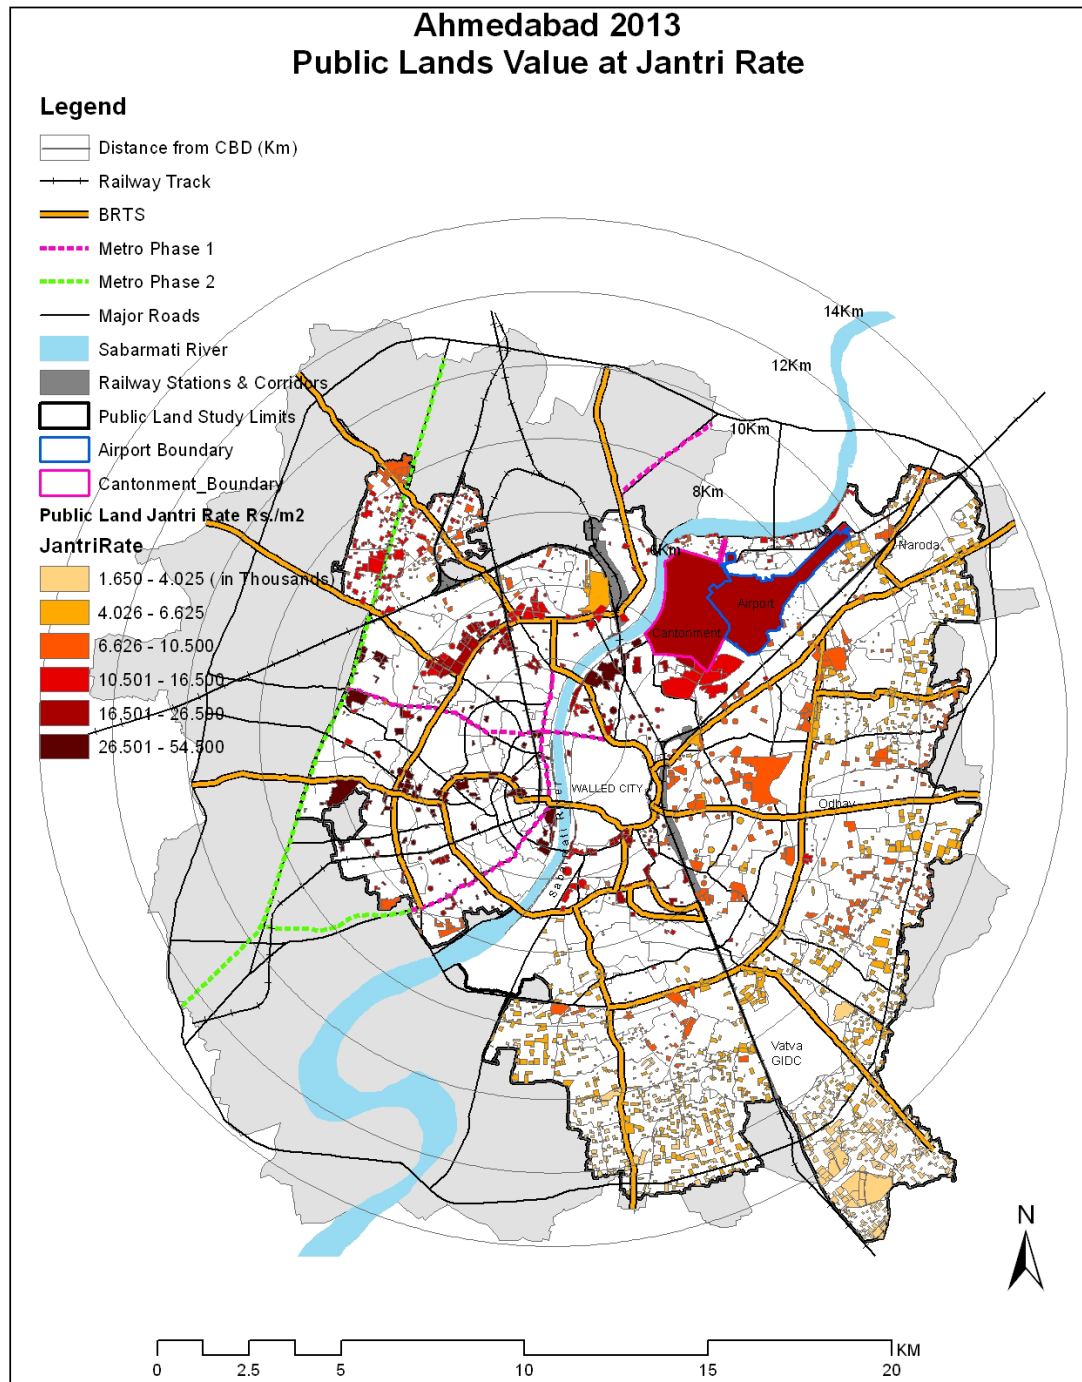 Ahmedabad 2013
Public Lands Value at Jantri Rate
Legend
Distance from CBD (Km)
Railway Track
BRTS
Metro Phase 1
Metro Phase 2
Major Roads
Sabarmati River
Railway Stations & Corridors
Public Land Study Limits
Airport Boundary
Cantonment_Boundary
Public Land Jantri Rate Rs./m2
JantriRate
1.650 - 4.025 ( in Thousands)
4.026 - 6.625
6.626 - 10.500
10.501 - 16.500
16.501 - 26.500
26.501 - 54.500
14Km
12Km
10Km
8Km
6Km
Naroda
Airport
Cantonment
WALLED CITY
Odhav
Sabarmati River
Vatva
GIDC
N
KM
0 2.5 5 10 15 20